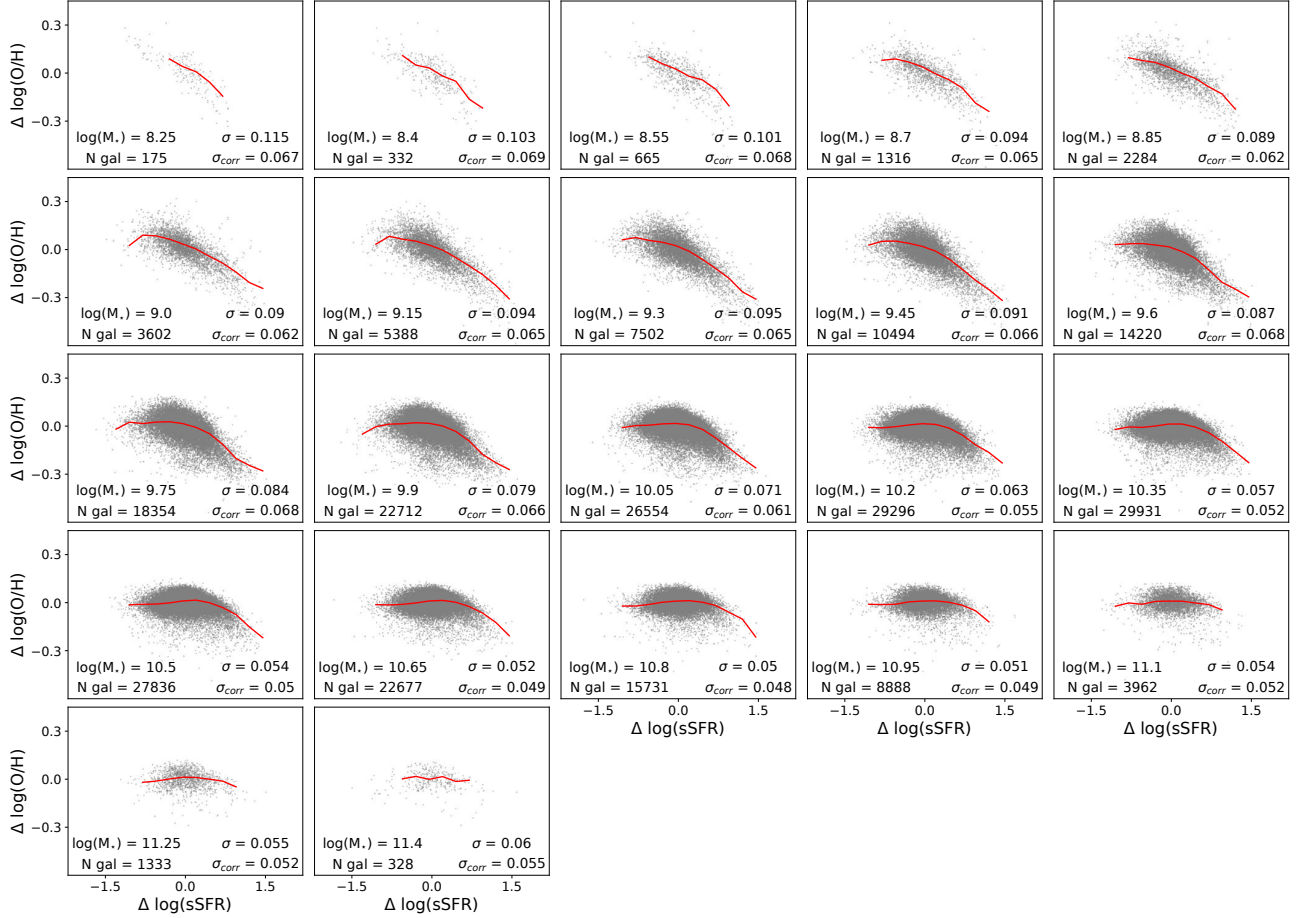 Δ log(O/H)
0.3
0.0
−0.3
log(M⋆) = 8.25 σ = 0.115
N gal = 175 σcorr = 0.067
log(M⋆) = 8.4 σ = 0.103
N gal = 332 σcorr = 0.069
log(M⋆) = 8.55 σ = 0.101
N gal = 665 σcorr = 0.068
log(M⋆) = 8.7 σ = 0.094
N gal = 1316 σcorr = 0.065
log(M⋆) = 8.85 σ = 0.089
N gal = 2284 σcorr = 0.062
Δ log(O/H)
0.3
0.0
−0.3
log(M⋆) = 9.0 σ = 0.09
N gal = 3602 σcorr = 0.062
log(M⋆) = 9.15 σ = 0.094
N gal = 5388 σcorr = 0.065
log(M⋆) = 9.3 σ = 0.095
N gal = 7502 σcorr = 0.065
log(M⋆) = 9.45 σ = 0.091
N gal = 10494 σcorr = 0.066
log(M⋆) = 9.6 σ = 0.087
N gal = 14220 σcorr = 0.068
Δ log(O/H)
0.3
0.0
−0.3
log(M⋆) = 9.75 σ = 0.084
N gal = 18354 σcorr = 0.068
log(M⋆) = 9.9 σ = 0.079
N gal = 22712 σcorr = 0.066
log(M⋆) = 10.05 σ = 0.071
N gal = 26554 σcorr = 0.061
log(M⋆) = 10.2 σ = 0.063
N gal = 29296 σcorr = 0.055
log(M⋆) = 10.35 σ = 0.057
N gal = 29931 σcorr = 0.052
Δ log(O/H)
0.3
0.0
−0.3
log(M⋆) = 10.5 σ = 0.054
N gal = 27836 σcorr = 0.05
log(M⋆) = 10.65 σ = 0.052
N gal = 22677 σcorr = 0.049
log(M⋆) = 10.8 σ = 0.05
N gal = 15731 σcorr = 0.048
log(M⋆) = 10.95 σ = 0.051
N gal = 8888 σcorr = 0.049
log(M⋆) = 11.1 σ = 0.054
N gal = 3962 σcorr = 0.052
−1.5 0.0 1.5
Δ log(sSFR)
−1.5 0.0 1.5
Δ log(sSFR)
−1.5 0.0 1.5
Δ log(sSFR)
Δ log(O/H)
0.3
0.0
−0.3
log(M⋆) = 11.25 σ = 0.055
N gal = 1333 σcorr = 0.052
log(M⋆) = 11.4 σ = 0.06
N gal = 328 σcorr = 0.055
−1.5 0.0 1.5
Δ log(sSFR)
−1.5 0.0 1.5
Δ log(sSFR)